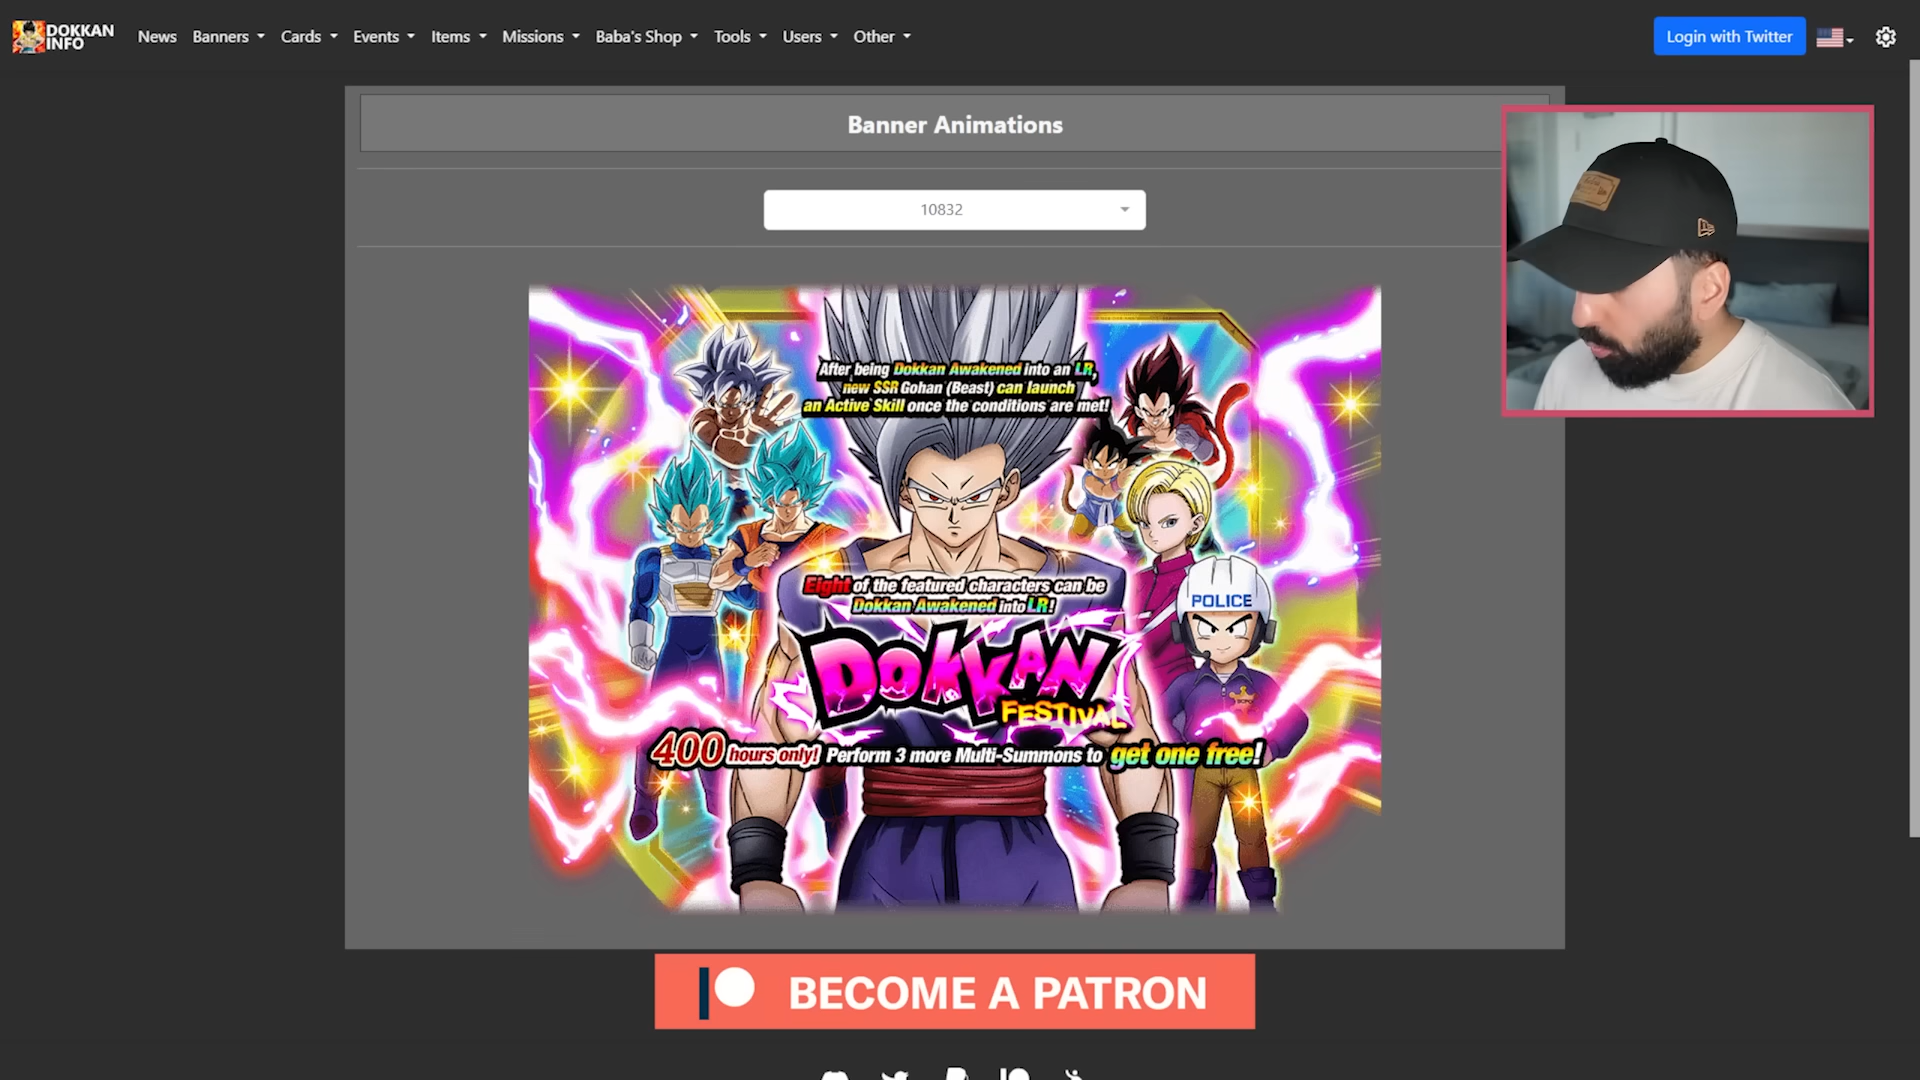 DOKKAN
INFO
News
Banners
Cards
Events
Items
Missions
Baba's Shop
Tools
Users
Other
Login with Twitter
Banner Animations
10832
After being Dokkan Awakened into an LR,
new SSR Gohan (Beast) can launch
an Active Skill once the conditions are met!
Eight of the featured characters can be
Dokkan Awakened into LR!
POLICE
DOKKAN
FESTIVAL
400 hours only! Perform 3 more Multi-Summons to get one free!
BECOME A PATRON